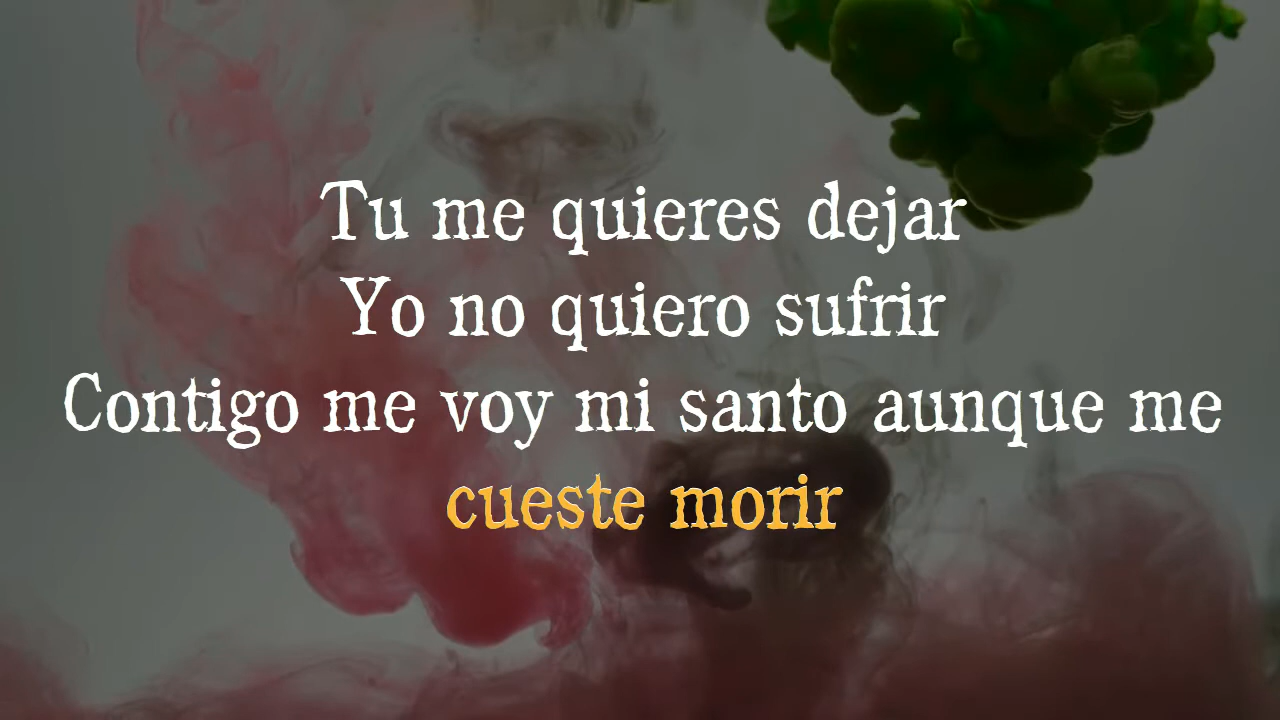 Tu me quieres dejar
Yo no quiero sufrir
Contigo me voy mi santo aunque me
cueste morir